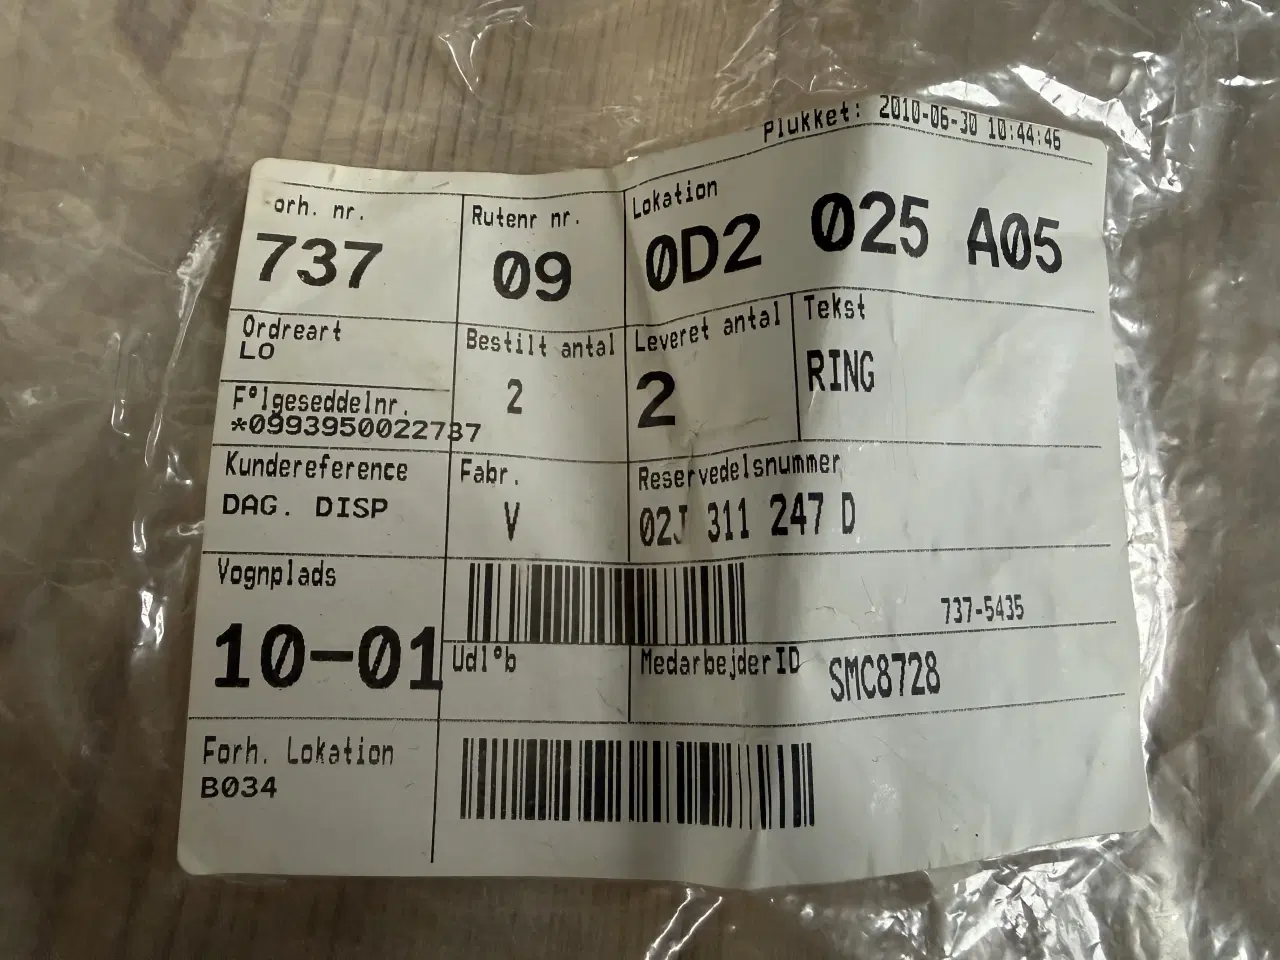 Plukket: 2010-06-30 10:44:46
orh. nr.
737
Rutenr nr.
09
Lokation
0D2 025 A05
Ordreart
LO
Bestilt antal
2
Leveret antal
2
Tekst
RING
F°lgeseddelnr.
*0993950022737
Kundereference
DAG. DISP
Fabr.
V
Reservedelsnummer
02J 311 247 D
Vognplads
10-01
737-5435
Udl°b
MedarbejderID SMC8728
Forh. Lokation
B034